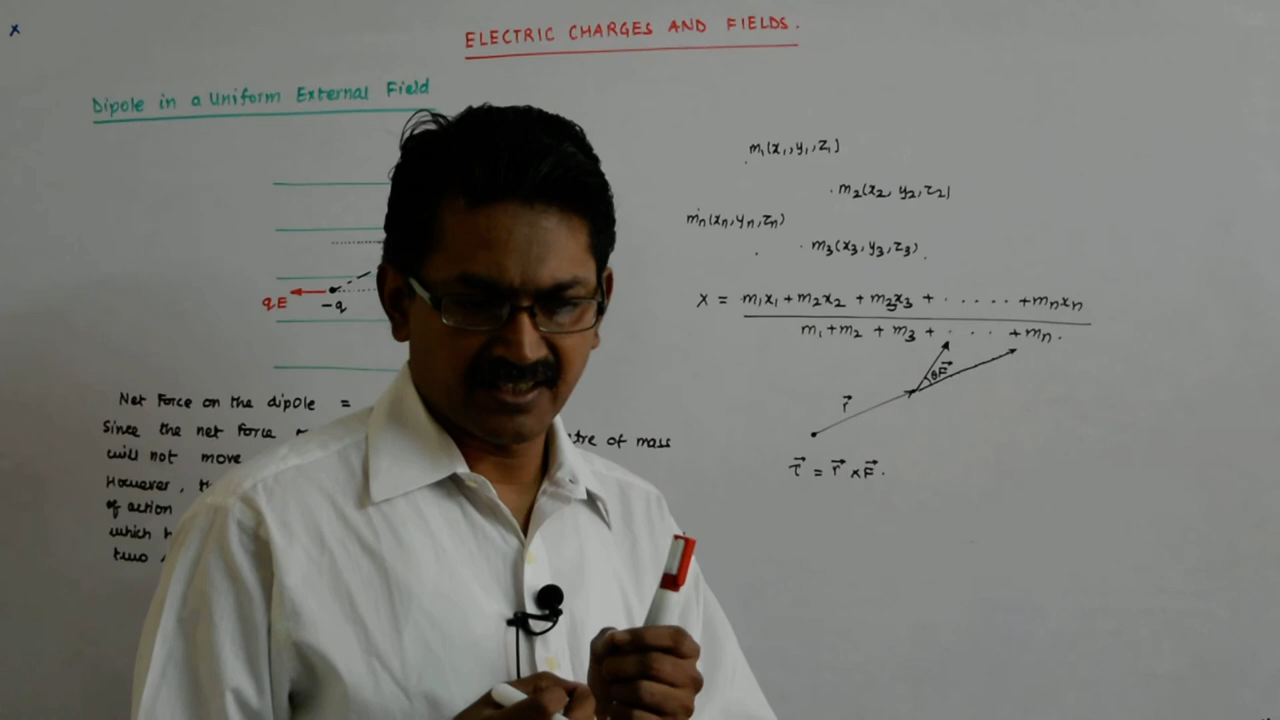 x
ELECTRIC CHARGES AND FIELDS.
Dipole in a Uniform External Field
qE
-q
Net Force on the dipole =
Since the net Force
tre of mass
will not move
However,
of action
which
two
m₁(x₁,y₁,z₁)
m₂(x₂,y₂,z₂)
mₙ(xₙ,yₙ,zₙ)
m₃(x₃,y₃,z₃)
X = m₁x₁+m₂x₂+m₃x₃+.....+mₙxₙ
m₁+m₂+m₃+...+mₙ.
θ F⃗
r⃗
τ⃗ = r⃗ × F⃗.